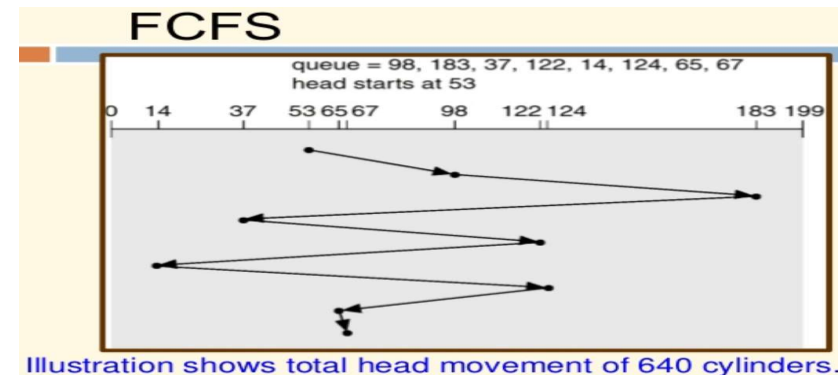 FCFS
queue = 98, 183, 37, 122, 14, 124, 65, 67
head starts at 53
0 14 37 53 65 67 98 122 124 183 199
Illustration shows total head movement of 640 cylinders.